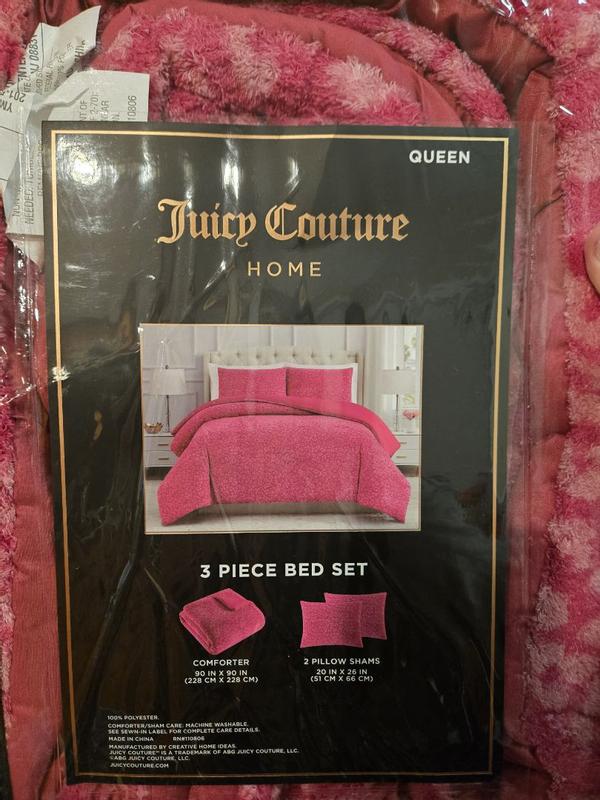 QUEEN
Juicy Couture
HOME
3 PIECE BED SET
COMFORTER
90 IN X 90 IN
(228 CM X 228 CM)
2 PILLOW SHAMS
20 IN X 26 IN
(51 CM X 66 CM)
100% POLYESTER.
COMFORTER/SHAM CARE: MACHINE WASHABLE.
SEE SEWN-IN LABEL FOR COMPLETE CARE DETAILS.
MADE IN CHINA RN#110806
MANUFACTURED BY CREATIVE HOME IDEAS.
JUICY COUTURE™ IS A TRADEMARK OF ABG JUICY COUTURE, LLC.
©ABG JUICY COUTURE, LLC.
JUICYCOUTURE.COM